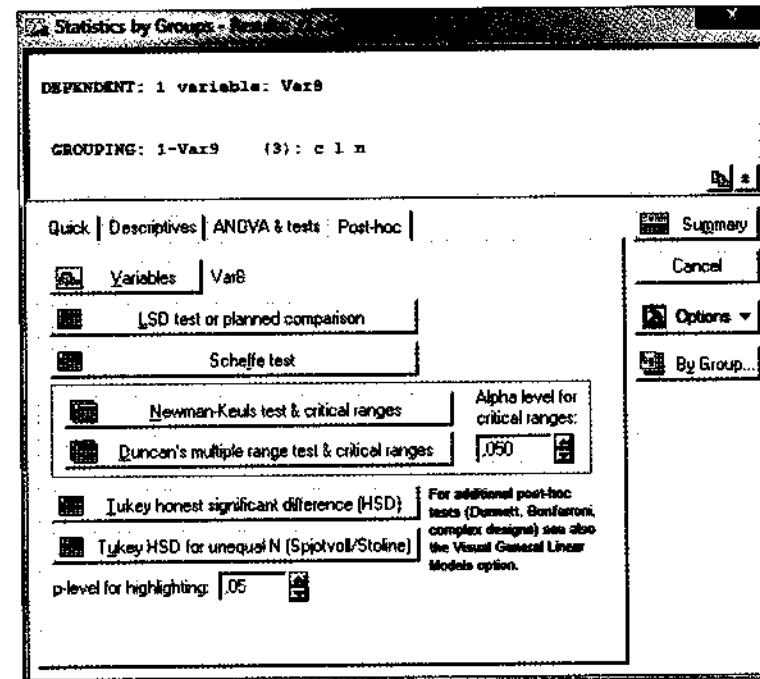 Statistics by Groups - Results
DEPENDENT: 1 variable: Var8
GROUPING: 1-Var9 (3): c l n
Quick Descriptives ANOVA & tests Post-hoc
Summary
Variables Var8
Cancel
LSD test or planned comparison
Options
Scheffe test
By Group...
Newman-Keuls test & critical ranges
Alpha level for
critical ranges:
Duncan's multiple range test & critical ranges
,050
Tukey honest significant difference (HSD)
Tukey HSD for unequal N (Spjotvoll/Stoline)
For additional post-hoc
tests (Dunnett, Bonferroni,
complex designs) see also
the Visual General Linear
Models option.
p-level for highlighting: ,05